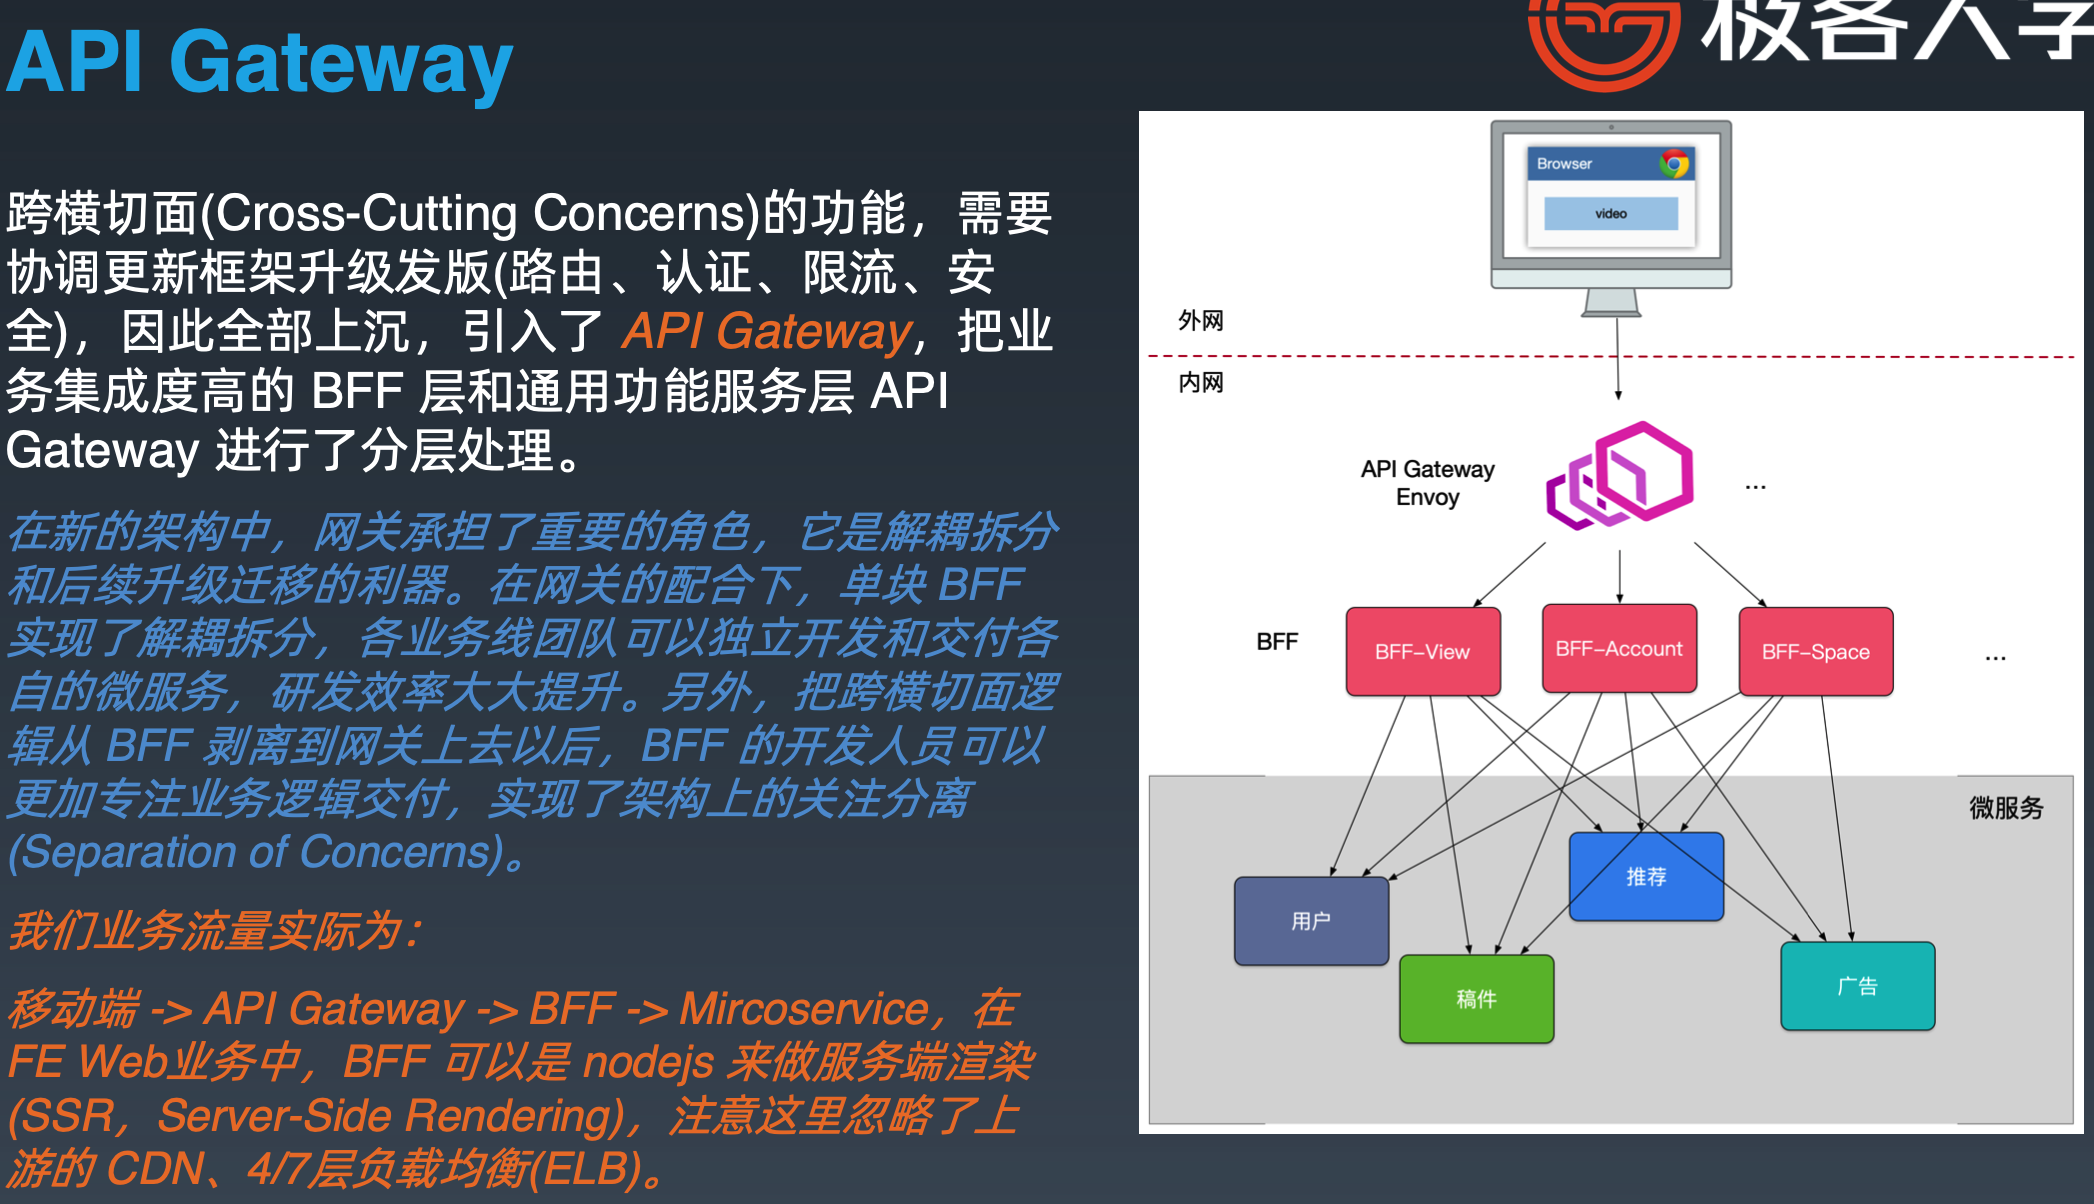 API Gateway
极客大学
跨横切面(Cross-Cutting Concerns)的功能，需要
协调更新框架升级发版(路由、认证、限流、安
全)，因此全部上沉，引入了 API Gateway，把业
务集成度高的 BFF 层和通用功能服务层 API
Gateway 进行了分层处理。
在新的架构中，网关承担了重要的角色，它是解耦拆分
和后续升级迁移的利器。在网关的配合下，单块 BFF
实现了解耦拆分，各业务线团队可以独立开发和交付各
自的微服务，研发效率大大提升。另外，把跨横切面逻
辑从 BFF 剥离到网关上去以后，BFF 的开发人员可以
更加专注业务逻辑交付，实现了架构上的关注分离
(Separation of Concerns)。
我们业务流量实际为：
移动端 -> API Gateway -> BFF -> Mircoservice，在
FE Web业务中，BFF 可以是 nodejs 来做服务端渲染
(SSR，Server-Side Rendering)，注意这里忽略了上
游的 CDN、4/7层负载均衡(ELB)。
Browser
video
外网
内网
API Gateway
Envoy
...
BFF
BFF-View
BFF-Account
BFF-Space
...
微服务
推荐
用户
稿件
广告